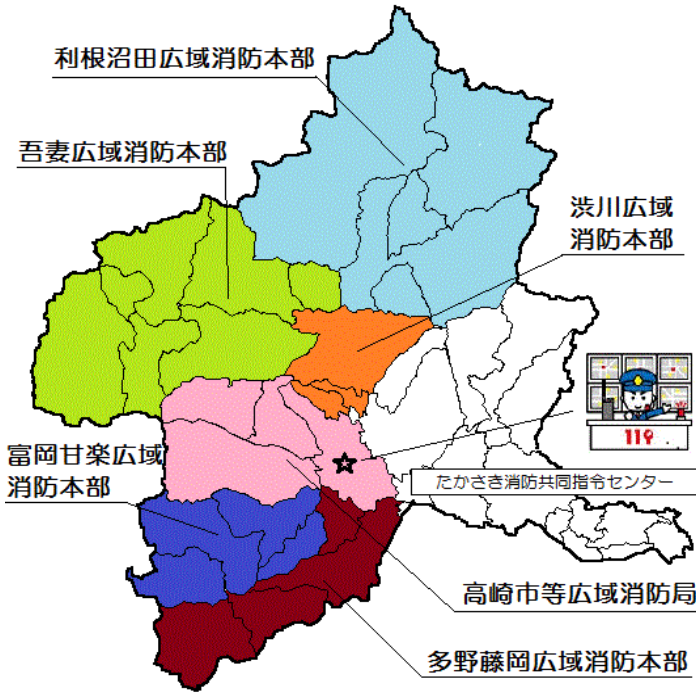 利根沼田広域消防本部
吾妻広域消防本部
渋川広域
消防本部
119
富岡甘楽広域
消防本部
たかさき消防共同指令センター
高崎市等広域消防局
多野藤岡広域消防本部